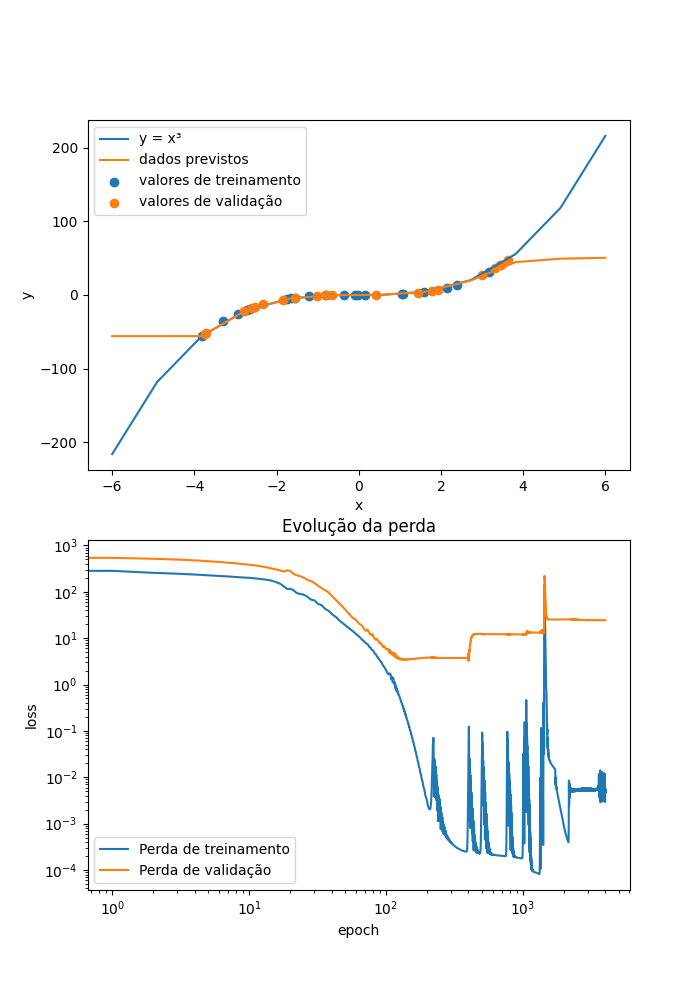 y = x³
dados previstos
valores de treinamento
valores de validação
200
100
0
−100
−200
y
−6
−4
−2
0
2
4
6
x
Evolução da perda
10³
10²
10¹
10⁰
10⁻¹
10⁻²
10⁻³
10⁻⁴
loss
Perda de treinamento
Perda de validação
10⁰
10¹
10²
10³
epoch